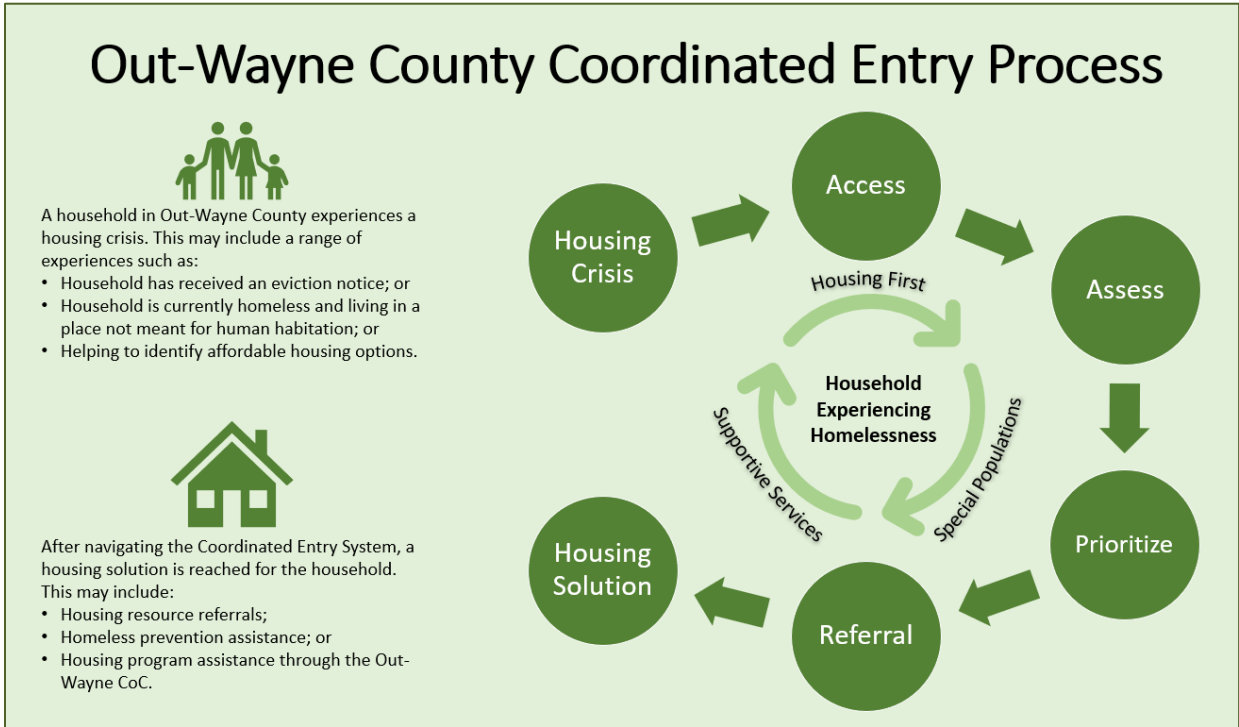 Out-Wayne County Coordinated Entry Process
A household in Out-Wayne County experiences a
housing crisis. This may include a range of
experiences such as:
• Household has received an eviction notice; or
• Household is currently homeless and living in a
place not meant for human habitation; or
• Helping to identify affordable housing options.
After navigating the Coordinated Entry System, a
housing solution is reached for the household.
This may include:
• Housing resource referrals;
• Homeless prevention assistance; or
• Housing program assistance through the Out-
Wayne CoC.
Housing
Crisis
Access
Assess
Prioritize
Referral
Housing
Solution
Housing First
Special Populations
Supportive Services
Household
Experiencing
Homelessness